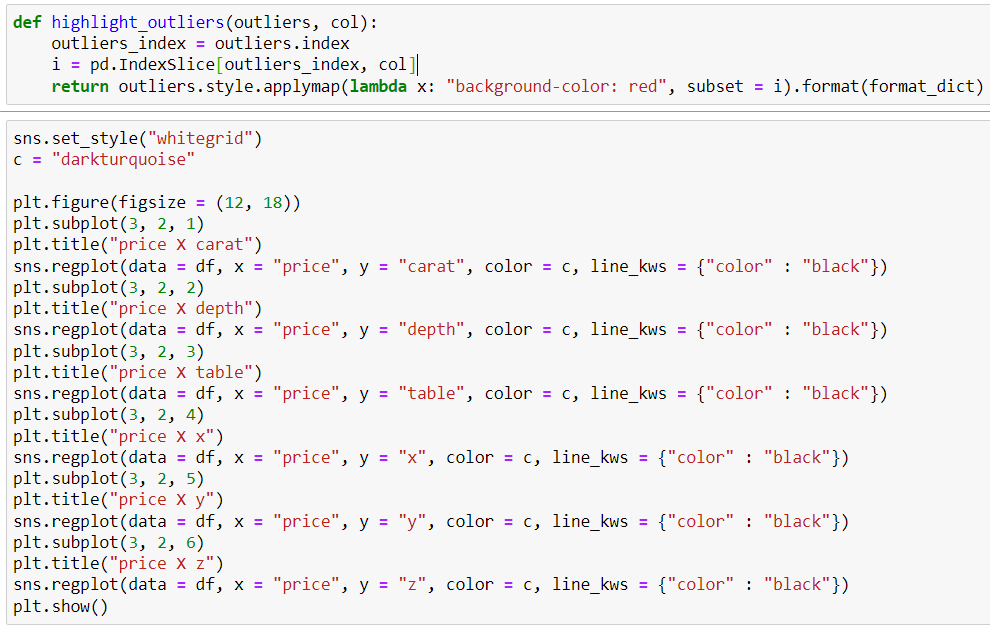 def highlight_outliers(outliers, col):
    outliers_index = outliers.index
    i = pd.IndexSlice[outliers_index, col]
    return outliers.style.applymap(lambda x: "background-color: red", subset = i).format(format_dict)
sns.set_style("whitegrid")
c = "darkturquoise"
plt.figure(figsize = (12, 18))
plt.subplot(3, 2, 1)
plt.title("price X carat")
sns.regplot(data = df, x = "price", y = "carat", color = c, line_kws = {"color" : "black"})
plt.subplot(3, 2, 2)
plt.title("price X depth")
sns.regplot(data = df, x = "price", y = "depth", color = c, line_kws = {"color" : "black"})
plt.subplot(3, 2, 3)
plt.title("price X table")
sns.regplot(data = df, x = "price", y = "table", color = c, line_kws = {"color" : "black"})
plt.subplot(3, 2, 4)
plt.title("price X x")
sns.regplot(data = df, x = "price", y = "x", color = c, line_kws = {"color" : "black"})
plt.subplot(3, 2, 5)
plt.title("price X y")
sns.regplot(data = df, x = "price", y = "y", color = c, line_kws = {"color" : "black"})
plt.subplot(3, 2, 6)
plt.title("price X z")
sns.regplot(data = df, x = "price", y = "z", color = c, line_kws = {"color" : "black"})
plt.show()